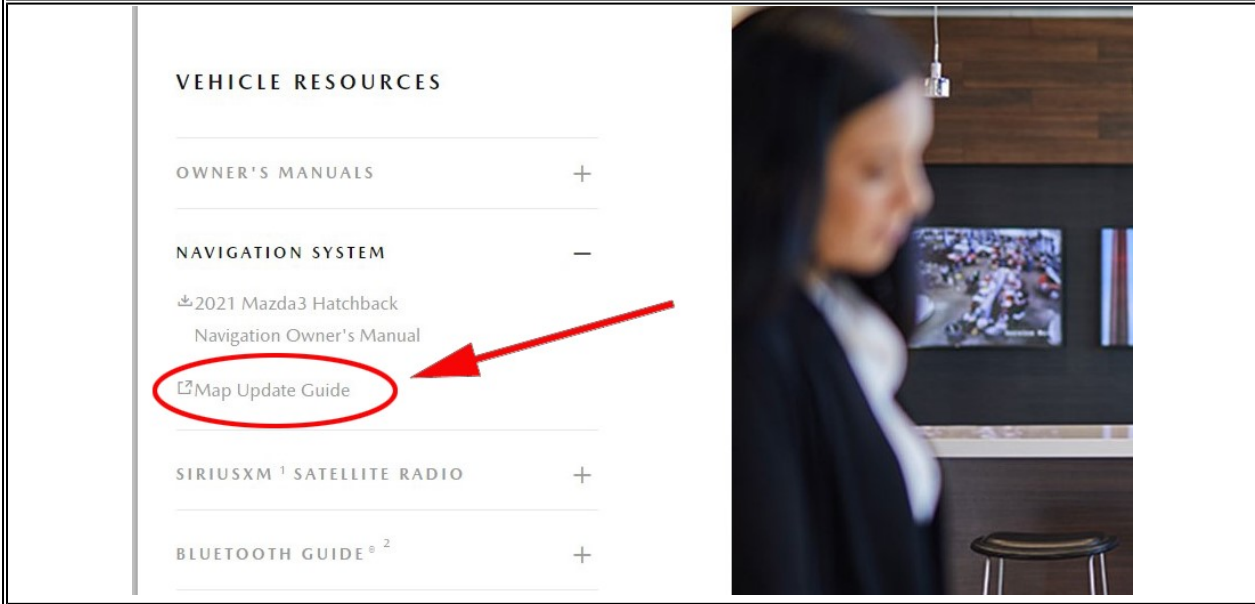 VEHICLE RESOURCES
OWNER'S MANUALS
NAVIGATION SYSTEM
2021 Mazda3 Hatchback
Navigation Owner's Manual
Map Update Guide
SIRIUSXM ¹ SATELLITE RADIO
BLUETOOTH GUIDE ® ²